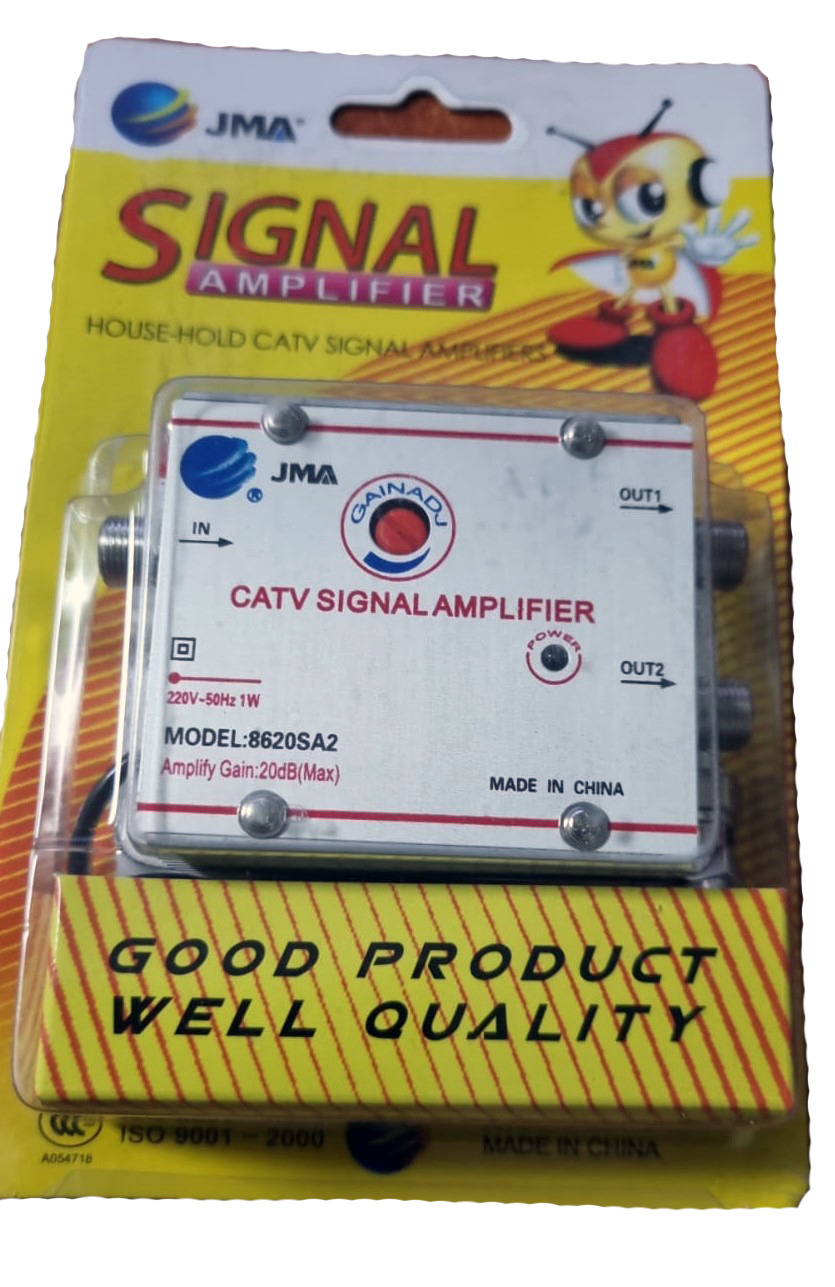 JMA
SIGNAL
AMPLIFIER
HOUSE-HOLD CATV SIGNAL AMPLIFIERS
JMA
®
GAINADJ
OUT1
IN
CATV SIGNAL AMPLIFIER
POWER
OUT2
220V~50Hz 1W
MODEL:8620SA2
Amplify Gain:20dB(Max)
MADE IN CHINA
GOOD PRODUCT
WELL QUALITY
ISO 9001 - 2000
MADE IN CHINA
A054718